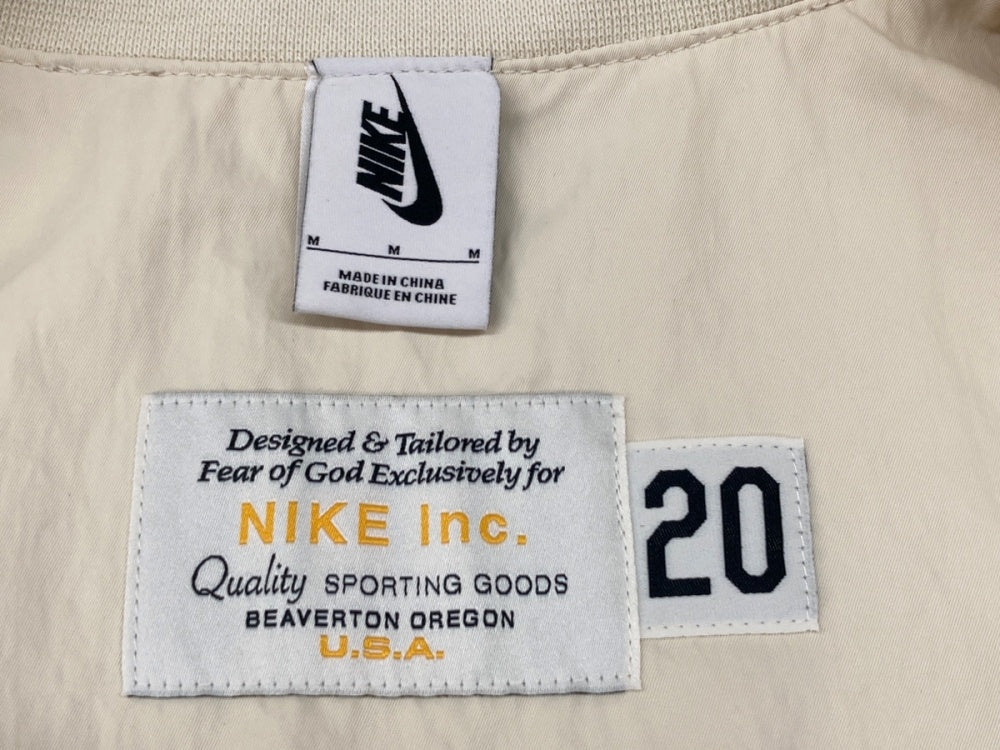 NIKE
M M M
MADE IN CHINA
FABRIQUE EN CHINE
Designed & Tailored by
Fear of God Exclusively for
NIKE Inc.
Quality SPORTING GOODS
BEAVERTON OREGON
U.S.A.
20